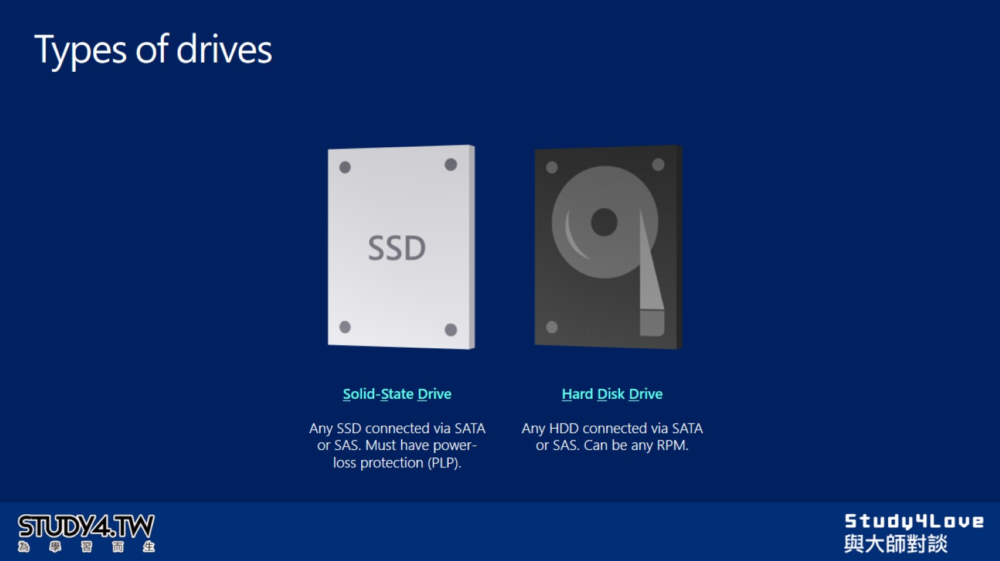 Types of drives
SSD
Solid-State Drive
Any SSD connected via SATA
or SAS. Must have power-
loss protection (PLP).
Hard Disk Drive
Any HDD connected via SATA
or SAS. Can be any RPM.
STUDY4.TW
為學習而生
Study4Love
與大師對談